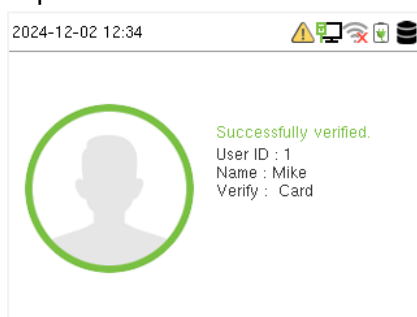 2024-12-02 12:34
Successfully verified.
User ID : 1
Name : Mike
Verify : Card